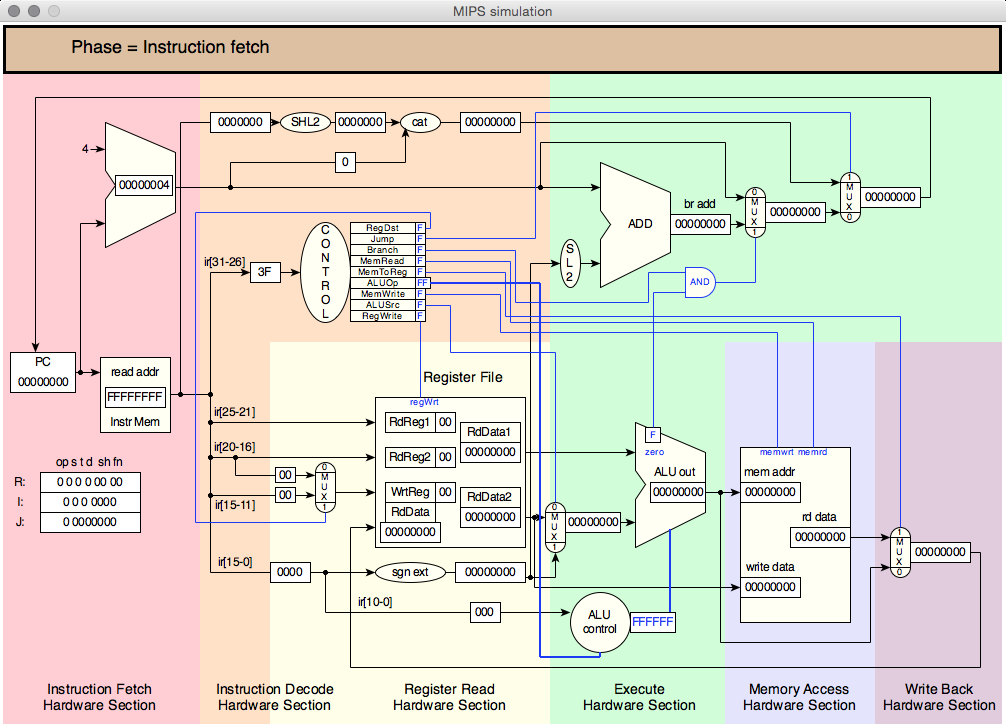 MIPS simulation
Phase = Instruction fetch
4
00000004
0000000
SHL2
0000000
cat
00000000
0
ADD
br add
00000000
0
M
U
X
1
00000000
1
M
U
X
0
00000000
S
L
2
AND
ir[31-26]
3F
C
O
N
T
R
O
L
RegDst F
Jump F
Branch F
MemRead F
MemToReg F
ALUOp FF
MemWrite F
ALUSrc F
RegWrite F
PC
00000000
read addr
FFFFFFFF
Instr Mem
op s t d sh fn
R: 0 0 0 0 00 00
I: 0 0 0 0000
J: 0 00000000
ir[25-21]
ir[20-16]
ir[15-11]
ir[15-0]
ir[10-0]
00
00
0
M
U
X
1
0000
sgn ext
00000000
000
Register File
regWrt
RdReg1 00
RdReg2 00
WrtReg 00
RdData
00000000
RdData1
00000000
RdData2
00000000
0
M
U
X
1
00000000
F
zero
ALU out
00000000
ALU
control
FFFFFF
memwrt memrd
mem addr
00000000
rd data
00000000
write data
00000000
1
M
U
X
0
00000000
Instruction Fetch
Hardware Section
Instruction Decode
Hardware Section
Register Read
Hardware Section
Execute
Hardware Section
Memory Access
Hardware Section
Write Back
Hardware Section